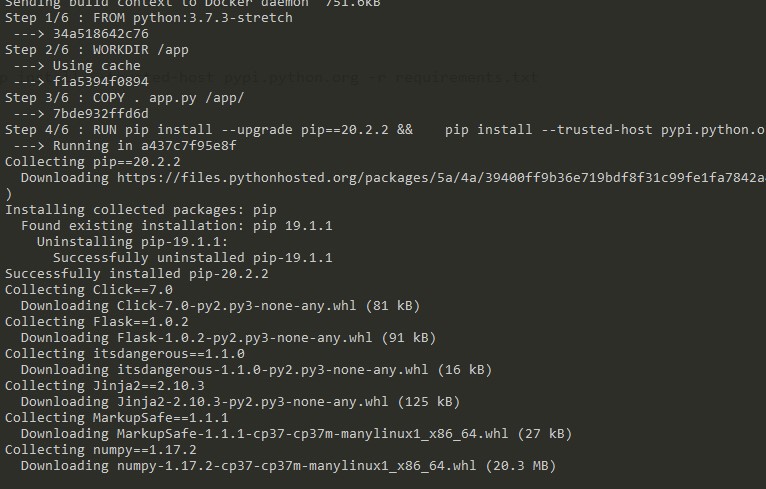 Sending build context to Docker daemon  751.6kB
Step 1/6 : FROM python:3.7.3-stretch
 ---> 34a518642c76
Step 2/6 : WORKDIR /app
 ---> Using cache
 ---> f1a5394f0894
Step 3/6 : COPY . app.py /app/
 ---> 7bde932ffd6d
Step 4/6 : RUN pip install --upgrade pip==20.2.2 &&    pip install --trusted-host pypi.python.o
 ---> Running in a437c7f95e8f
Collecting pip==20.2.2
  Downloading https://files.pythonhosted.org/packages/5a/4a/39400ff9b36e719bdf8f31c99fe1fa7842a
)
Installing collected packages: pip
  Found existing installation: pip 19.1.1
    Uninstalling pip-19.1.1:
      Successfully uninstalled pip-19.1.1
Successfully installed pip-20.2.2
Collecting Click==7.0
  Downloading Click-7.0-py2.py3-none-any.whl (81 kB)
Collecting Flask==1.0.2
  Downloading Flask-1.0.2-py2.py3-none-any.whl (91 kB)
Collecting itsdangerous==1.1.0
  Downloading itsdangerous-1.1.0-py2.py3-none-any.whl (16 kB)
Collecting Jinja2==2.10.3
  Downloading Jinja2-2.10.3-py2.py3-none-any.whl (125 kB)
Collecting MarkupSafe==1.1.1
  Downloading MarkupSafe-1.1.1-cp37-cp37m-manylinux1_x86_64.whl (27 kB)
Collecting numpy==1.17.2
  Downloading numpy-1.17.2-cp37-cp37m-manylinux1_x86_64.whl (20.3 MB)